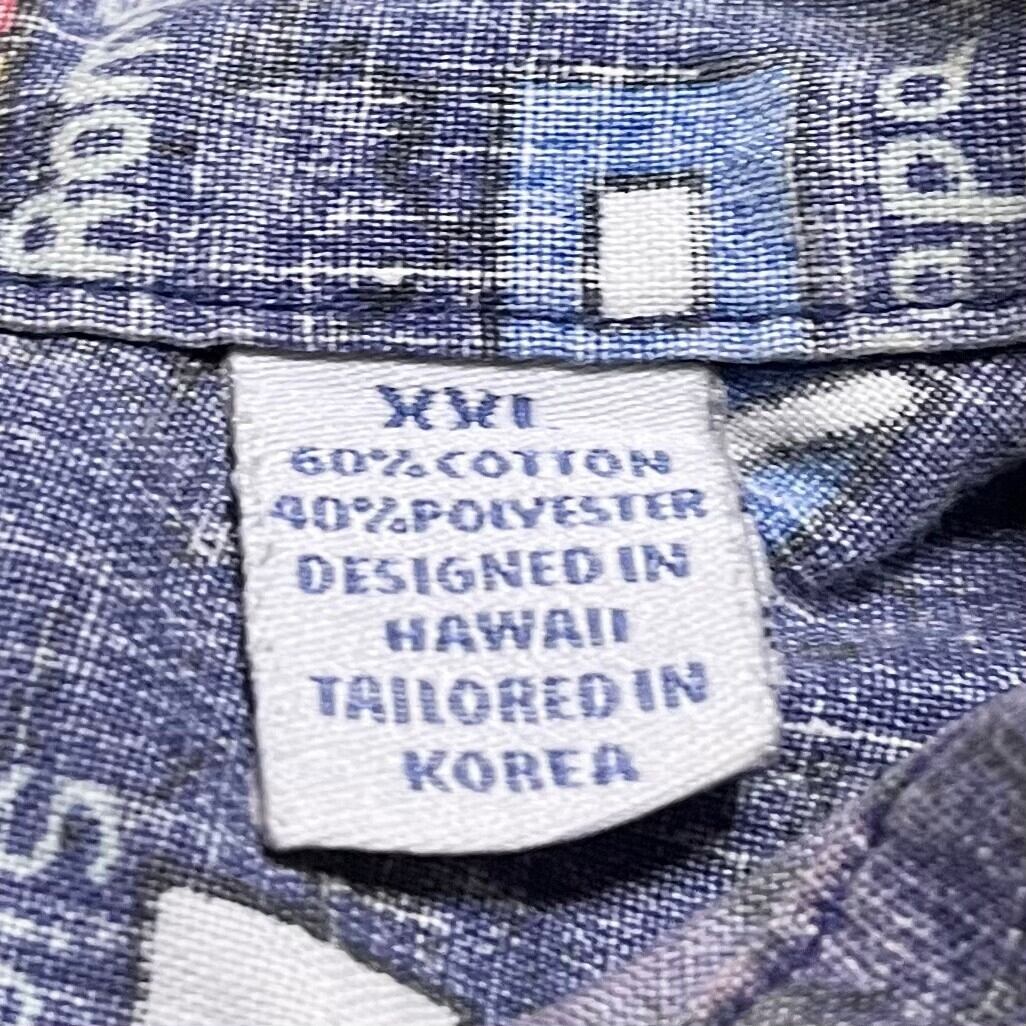 XXL
60% COTTON
40% POLYESTER
DESIGNED IN
HAWAII
TAILORED IN
KOREA